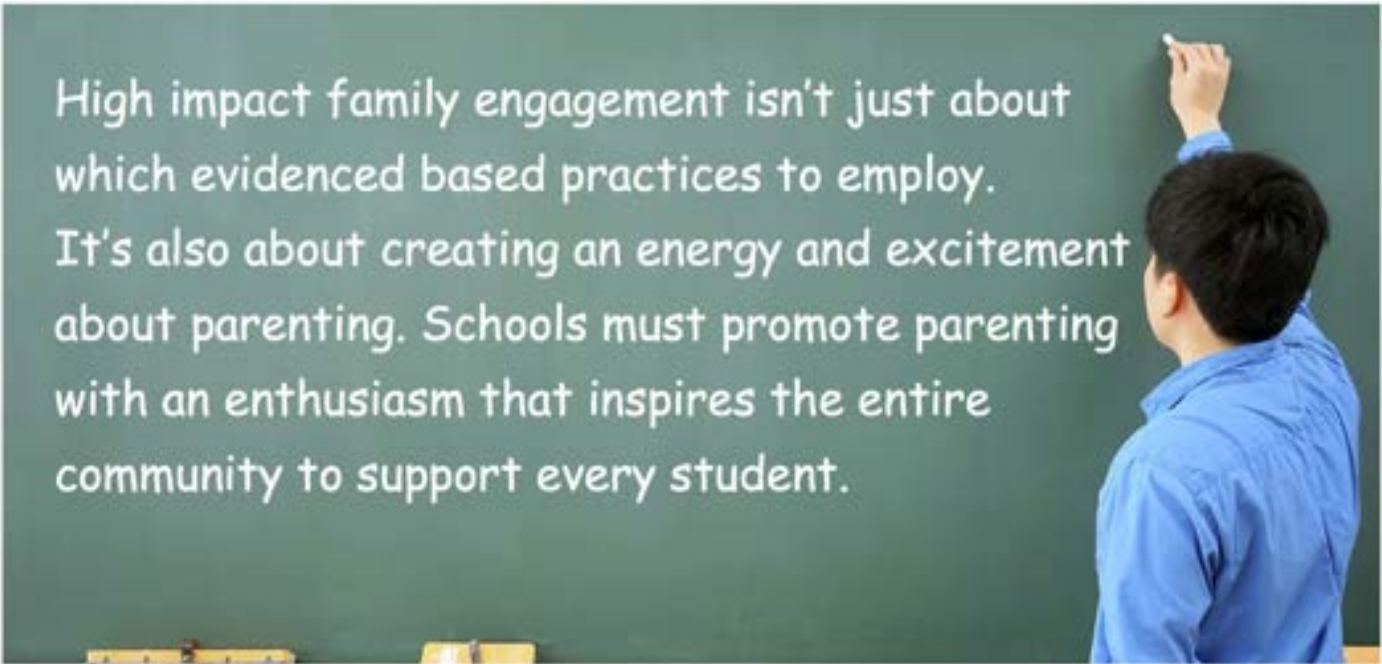 High impact family engagement isn't just about
which evidenced based practices to employ.
It's also about creating an energy and excitement
about parenting. Schools must promote parenting
with an enthusiasm that inspires the entire
community to support every student.